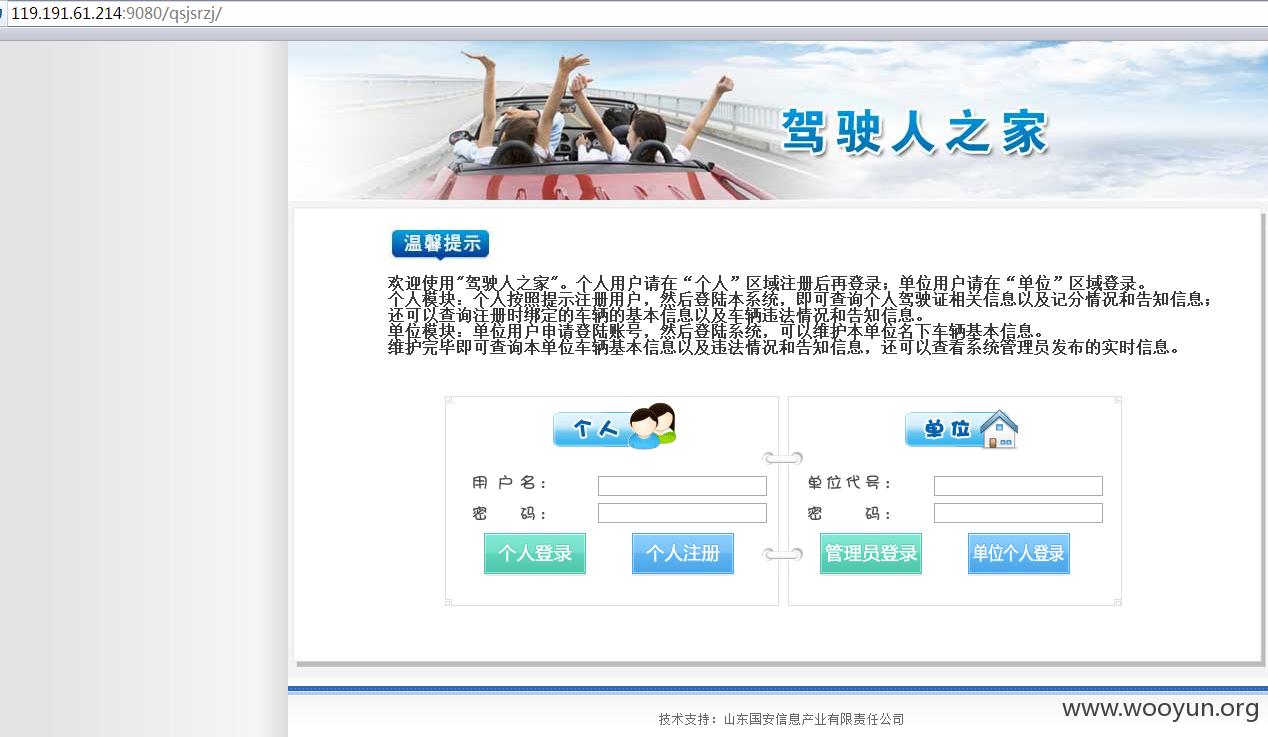 119.191.61.214:9080/qsjsrzj/
驾驶人之家
温馨提示
欢迎使用"驾驶人之家"。个人用户请在“个人”区域注册后再登录；单位用户请在“单位”区域登录。
个人模块：个人按照提示注册用户，然后登陆本系统，即可查询个人驾驶证相关信息以及记分情况和告知信息；
还可以查询注册时绑定的车辆的基本信息以及车辆违法情况和告知信息。
单位模块：单位用户申请登陆账号，然后登陆系统，可以维护本单位名下车辆基本信息。
维护完毕即可查询本单位车辆基本信息以及违法情况和告知信息，还可以查看系统管理员发布的实时信息。
个人
用户名：
密码：
个人登录 个人注册
单位
单位代号：
密码：
管理员登录 单位个人登录
技术支持：山东国安信息产业有限责任公司
www.wooyun.org